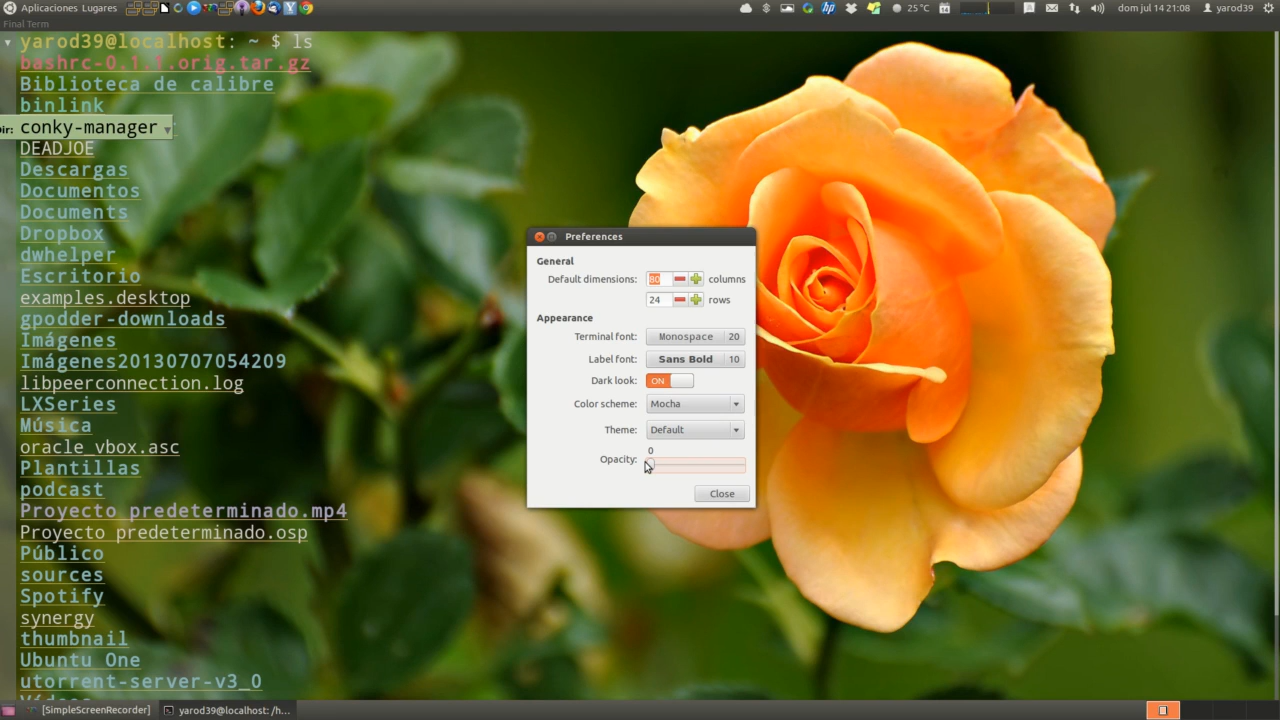 Aplicaciones Lugares
25°C
dom jul 14 21:08
yarod39
Final Term
yarod39@localhost: ~ $ ls
bashrc-0.1.1.orig.tar.gz
Biblioteca de calibre
binlink
Dir: conky-manager
DEADJOE
Descargas
Documentos
Documents
Dropbox
dwhelper
Escritorio
examples.desktop
gpodder-downloads
Imágenes
Imágenes20130707054209
libpeerconnection.log
LXSeries
Música
oracle_vbox.asc
Plantillas
podcast
Proyecto predeterminado.mp4
Proyecto predeterminado.osp
Público
sources
Spotify
synergy
thumbnail
Ubuntu One
utorrent-server-v3_0
Vídeos
Preferences
General
Default dimensions: 80 columns
24 rows
Appearance
Terminal font: Monospace 20
Label font: Sans Bold 10
Dark look: ON
Color scheme: Mocha
Theme: Default
0
Opacity:
Close
[SimpleScreenRecorder]
yarod39@localhost: /h...